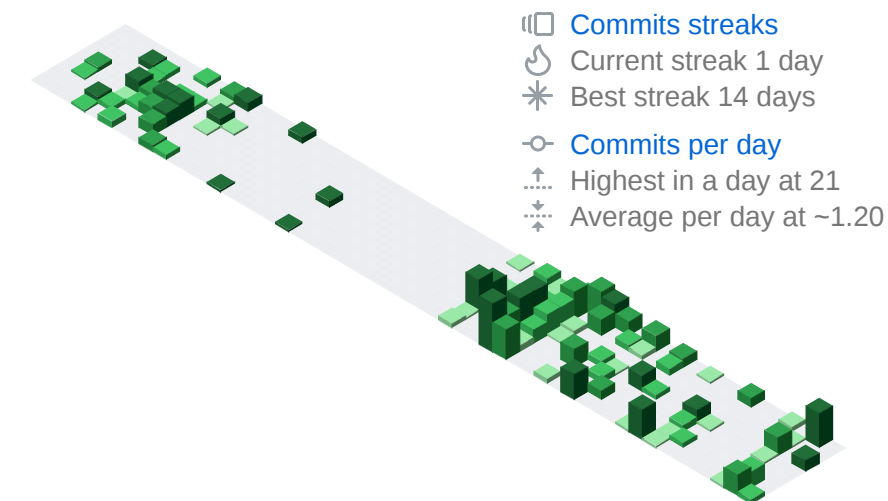 Commits streaks
Current streak 1 day
Best streak 14 days
Commits per day
Highest in a day at 21
Average per day at ~1.20